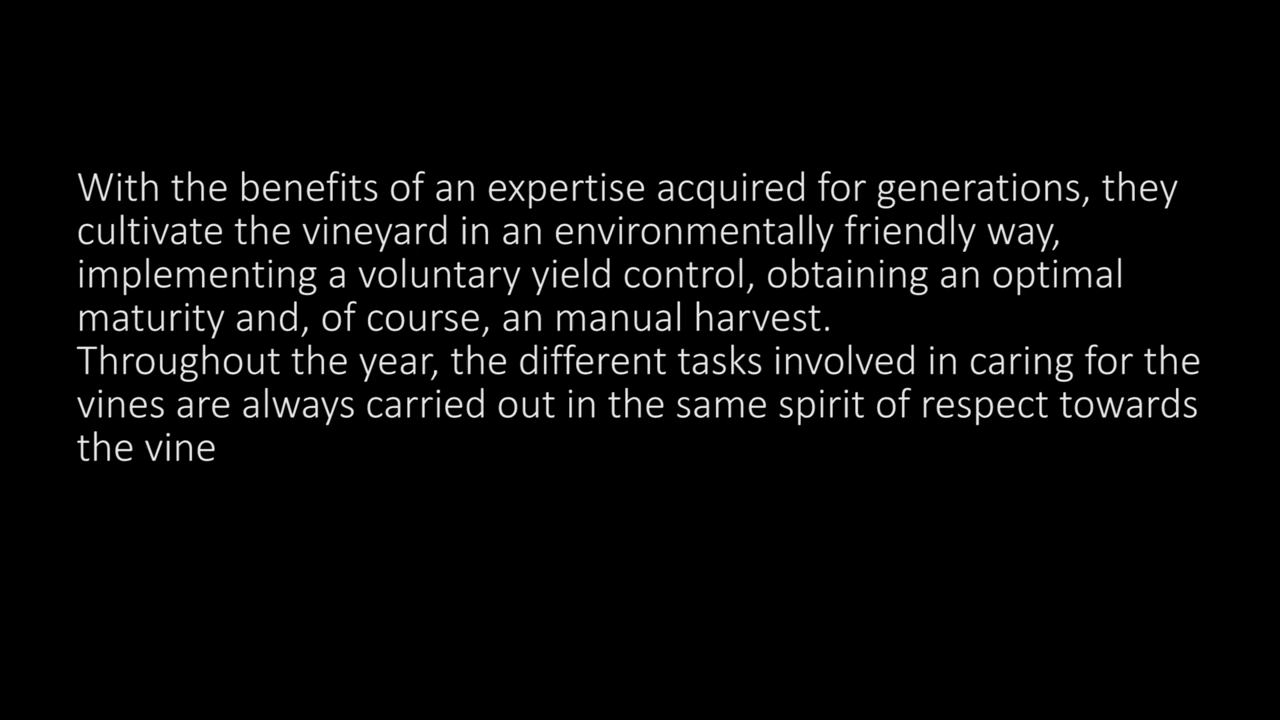 With the benefits of an expertise acquired for generations, they
cultivate the vineyard in an environmentally friendly way,
implementing a voluntary yield control, obtaining an optimal
maturity and, of course, an manual harvest.
Throughout the year, the different tasks involved in caring for the
vines are always carried out in the same spirit of respect towards
the vine